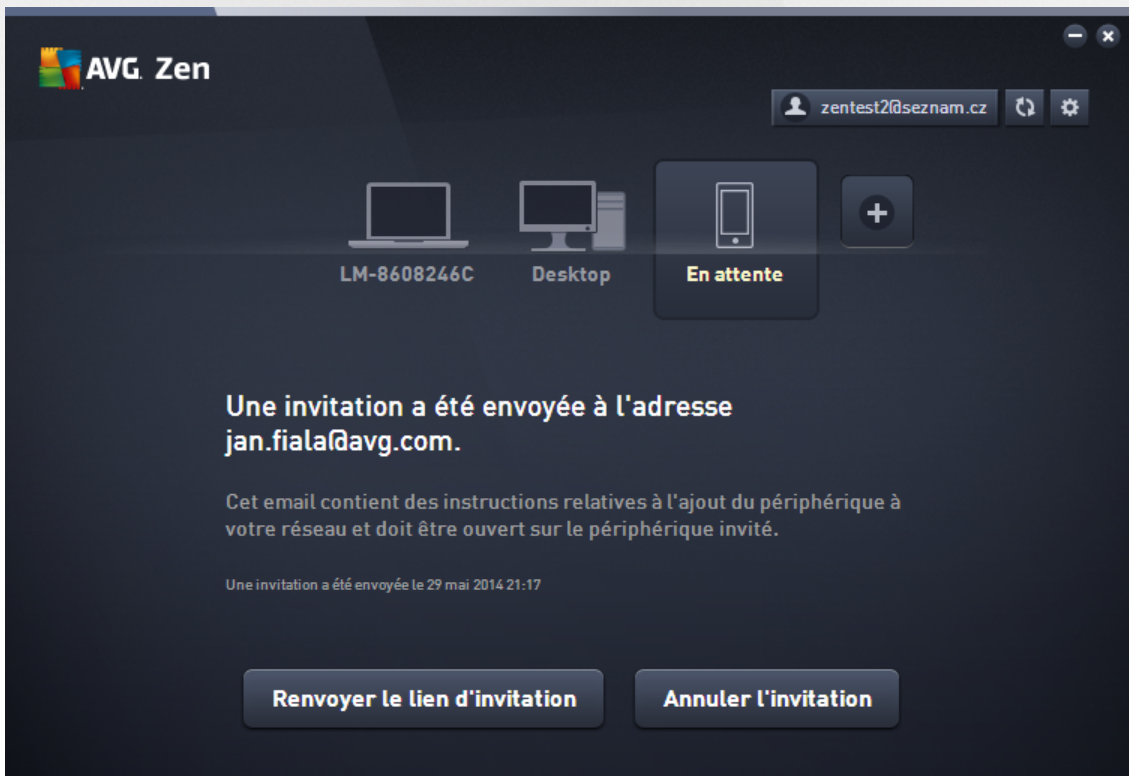 AVG. Zen
zentest2@seznam.cz
LM-8608246C
Desktop
En attente
Une invitation a été envoyée à l'adresse
jan.fiala@avg.com.
Cet email contient des instructions relatives à l'ajout du périphérique à
votre réseau et doit être ouvert sur le périphérique invité.
Une invitation a été envoyée le 29 mai 2014 21:17
Renvoyer le lien d'invitation
Annuler l'invitation